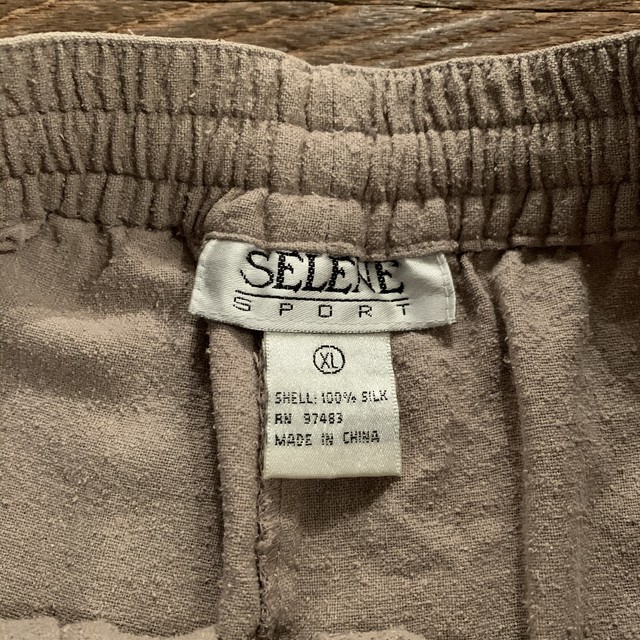 SELENE
SPORT
XL
SHELL: 100% SILK
RN 97483
MADE IN CHINA